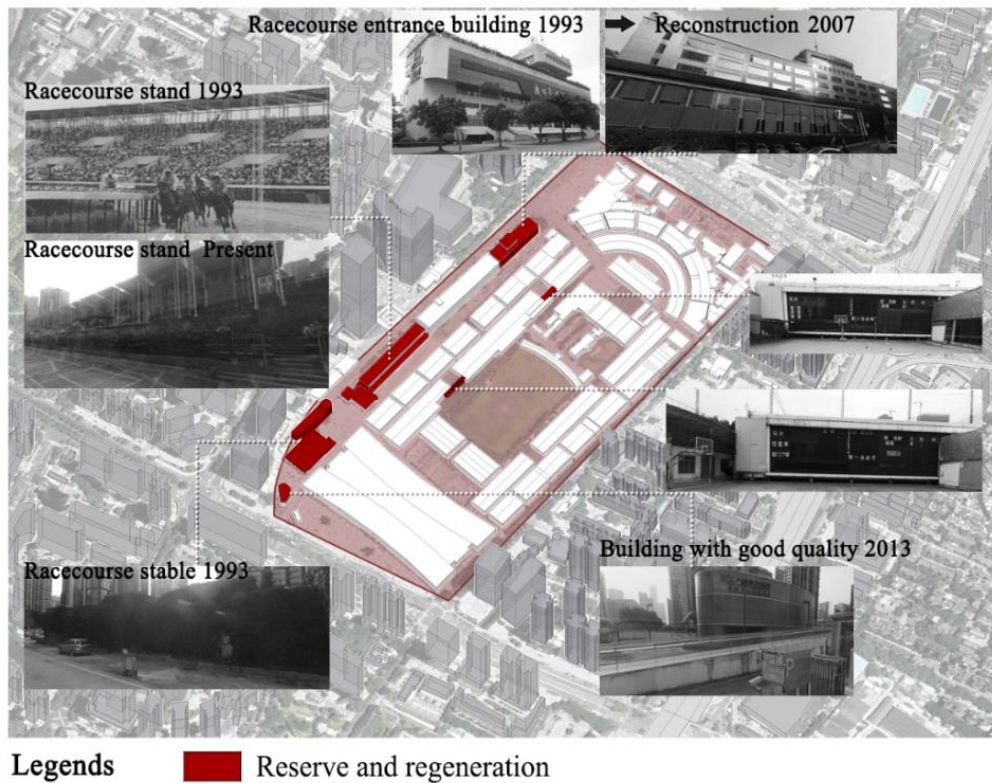 Racecourse entrance building 1993
Reconstruction 2007
Racecourse stand 1993
Racecourse stand Present
Building with good quality 2013
Racecourse stable 1993
Legends
Reserve and regeneration